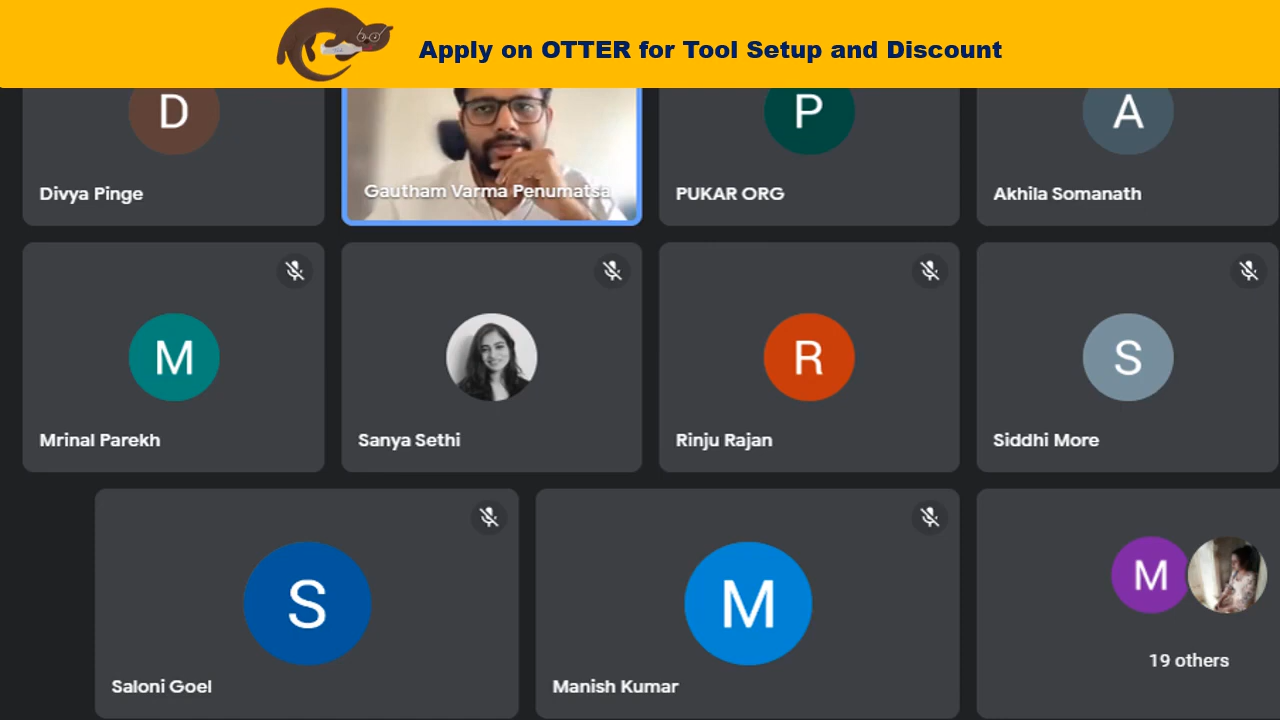 Apply on OTTER for Tool Setup and Discount
D
P
A
Divya Pinge
Gautham Varma Penumatsa
PUKAR ORG
Akhila Somanath
M
R
S
Mrinal Parekh
Sanya Sethi
Rinju Rajan
Siddhi More
S
M
M
Saloni Goel
Manish Kumar
19 others